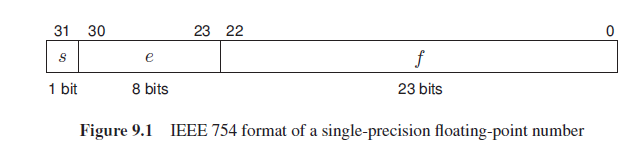 31 30 23 22 0
s e f
1 bit 8 bits 23 bits
Figure 9.1 IEEE 754 format of a single-precision floating-point number